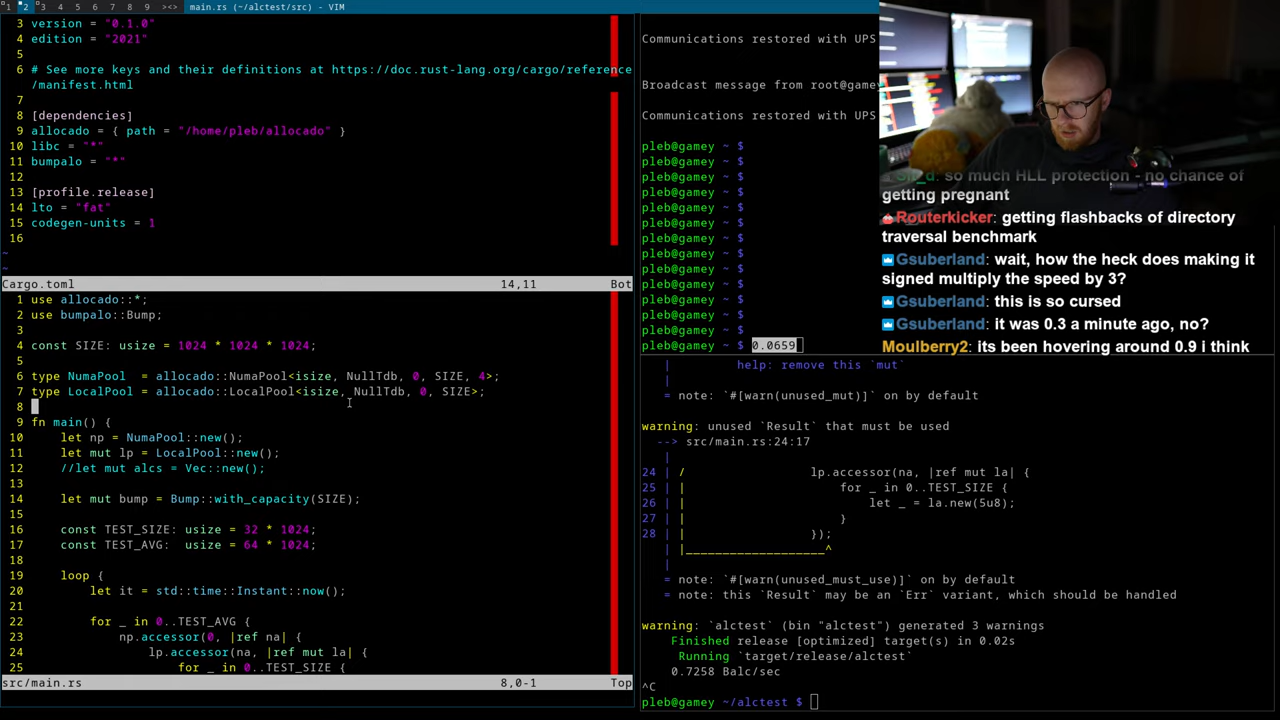 1 2 3 4 5 6 7 8 9 ><> main.rs (~/alctest/src) - VIM
3 version = "0.1.0"
4 edition = "2021"
5
6 # See more keys and their definitions at https://doc.rust-lang.org/cargo/reference
/manifest.html
7
8 [dependencies]
9 allocado = { path = "/home/pleb/allocado" }
10 libc = "*"
11 bumpalo = "*"
12
13 [profile.release]
14 lto = "fat"
15 codegen-units = 1
16
~
~
Cargo.toml 14,11 Bot
1 use allocado::*;
2 use bumpalo::Bump;
3
4 const SIZE: usize = 1024 * 1024 * 1024;
5
6 type NumaPool  = allocado::NumaPool<isize, NullTdb, 0, SIZE, 4>;
7 type LocalPool = allocado::LocalPool<isize, NullTdb, 0, SIZE>;
8
9 fn main() {
10 let np = NumaPool::new();
11 let mut lp = LocalPool::new();
12 //let mut alcs = Vec::new();
13
14 let mut bump = Bump::with_capacity(SIZE);
15
16 const TEST_SIZE: usize = 32 * 1024;
17 const TEST_AVG:  usize = 64 * 1024;
18
19 loop {
20 let it = std::time::Instant::now();
21
22 for _ in 0..TEST_AVG {
23 np.accessor(0, |ref na| {
24 lp.accessor(na, |ref mut la| {
25 for _ in 0..TEST_SIZE {
src/main.rs 8,0-1 Top
Communications restored with UPS
Broadcast message from root@gamey
Communications restored with UPS
pleb@gamey ~ $
pleb@gamey ~ $
pleb@gamey ~ $
pleb@gamey ~ $
pleb@gamey ~ $
pleb@gamey ~ $
pleb@gamey ~ $
pleb@gamey ~ $
pleb@gamey ~ $
pleb@gamey ~ $
pleb@gamey ~ $
pleb@gamey ~ $
pleb@gamey ~ $
pleb@gamey ~ $ 0.0659
| help: remove this `mut`
|
= note: `#[warn(unused_mut)]` on by default
warning: unused `Result` that must be used
--> src/main.rs:24:17
|
24 | / lp.accessor(na, |ref mut la| {
25 | | for _ in 0..TEST_SIZE {
26 | | let _ = la.new(5u8);
27 | | }
28 | | });
| |____________________^
|
= note: `#[warn(unused_must_use)]` on by default
= note: this `Result` may be an `Err` variant, which should be handled
warning: `alctest` (bin "alctest") generated 3 warnings
Finished release [optimized] target(s) in 0.02s
Running `target/release/alctest`
0.7258 Balc/sec
^C
pleb@gamey ~/alctest $
so much HLL protection - no chance of
getting pregnant
Routerkicker: getting flashbacks of directory
traversal benchmark
Gsuberland: wait, how the heck does making it
signed multiply the speed by 3?
Gsuberland: this is so cursed
Gsuberland: it was 0.3 a minute ago, no?
Moulberry2: its been hovering around 0.9 i think